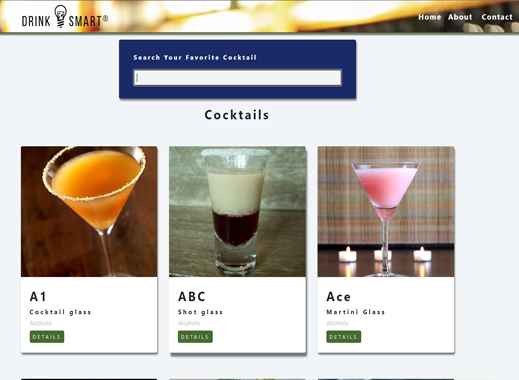 DRINK SMART®
Home About Contact
Search Your Favorite Cocktail
Cocktails
A1
Cocktail glass
Alcoholic
DETAILS
ABC
Shot glass
Alcoholic
DETAILS
Ace
Martini Glass
Alcoholic
DETAILS